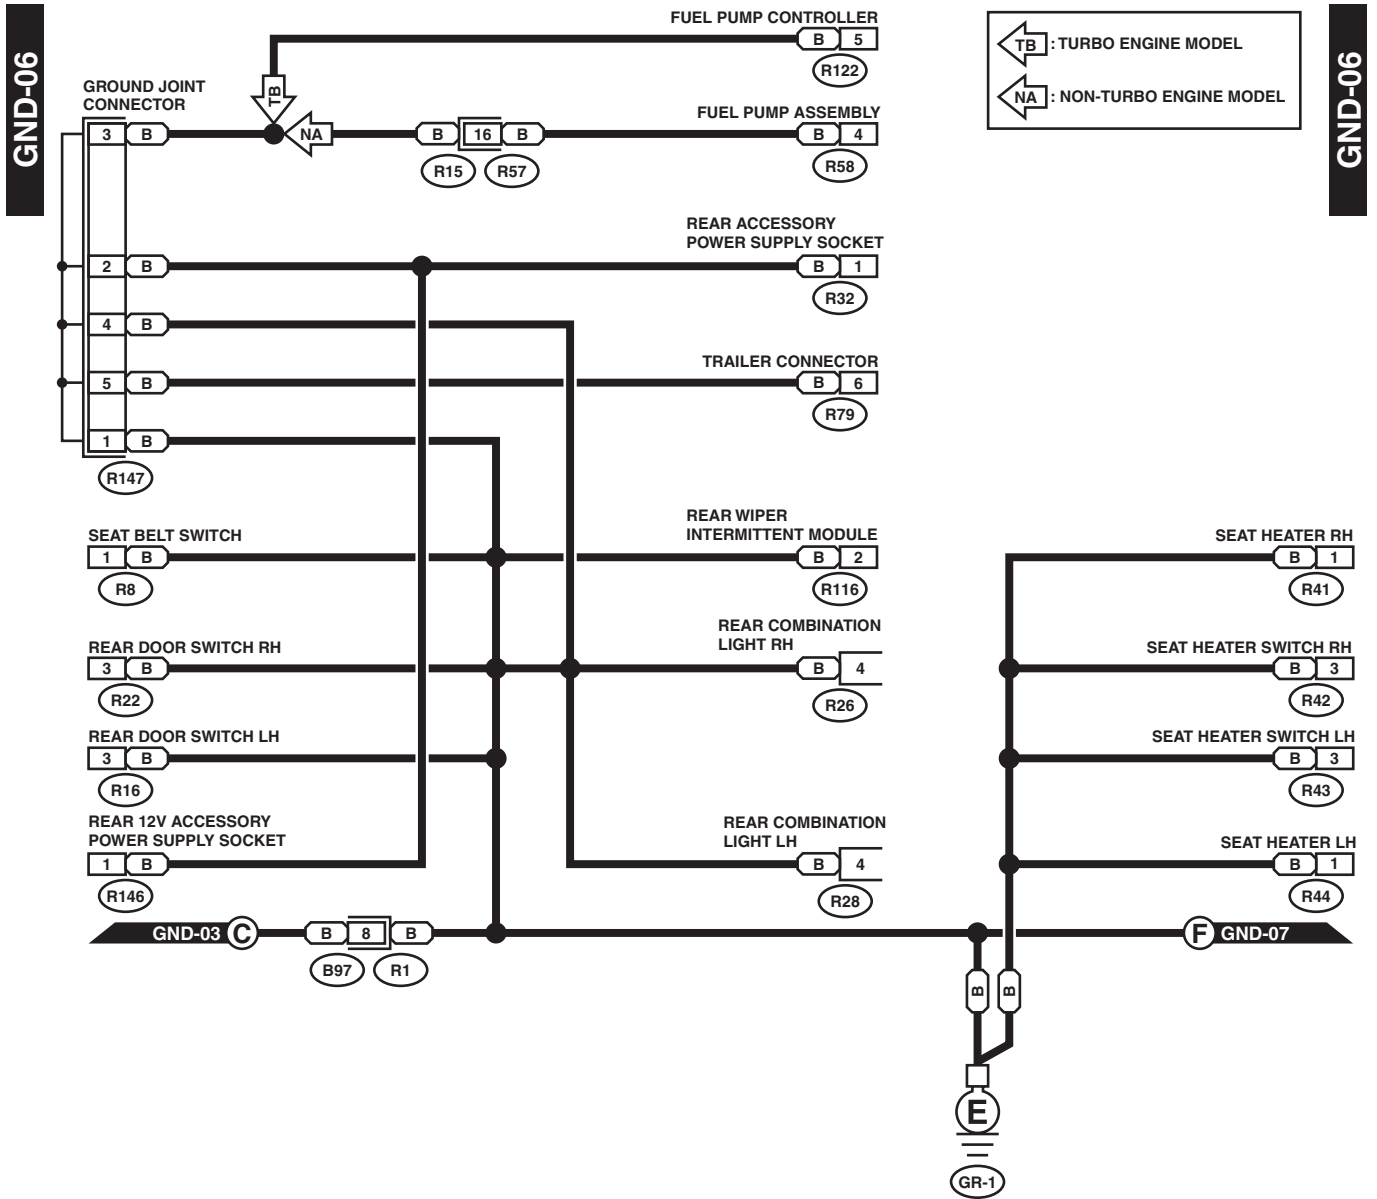 GND-06
GND-06
FUEL PUMP CONTROLLER
B 5
R122
TB : TURBO ENGINE MODEL
NA : NON-TURBO ENGINE MODEL
TB
GROUND JOINT
CONNECTOR
3 B
NA
B 16 B
R15 R57
FUEL PUMP ASSEMBLY
B 4
R58
REAR ACCESSORY
POWER SUPPLY SOCKET
2 B
B 1
R32
4 B
TRAILER CONNECTOR
5 B
B 6
R79
1 B
R147
SEAT BELT SWITCH
1 B
R8
REAR WIPER
INTERMITTENT MODULE
B 2
R116
SEAT HEATER RH
B 1
R41
REAR DOOR SWITCH RH
3 B
R22
REAR COMBINATION
LIGHT RH
B 4
R26
SEAT HEATER SWITCH RH
B 3
R42
REAR DOOR SWITCH LH
3 B
R16
SEAT HEATER SWITCH LH
B 3
R43
REAR 12V ACCESSORY
POWER SUPPLY SOCKET
1 B
R146
REAR COMBINATION
LIGHT LH
B 4
R28
SEAT HEATER LH
B 1
R44
GND-03 C
B 8 B
B97 R1
F GND-07
B B
E
GR-1